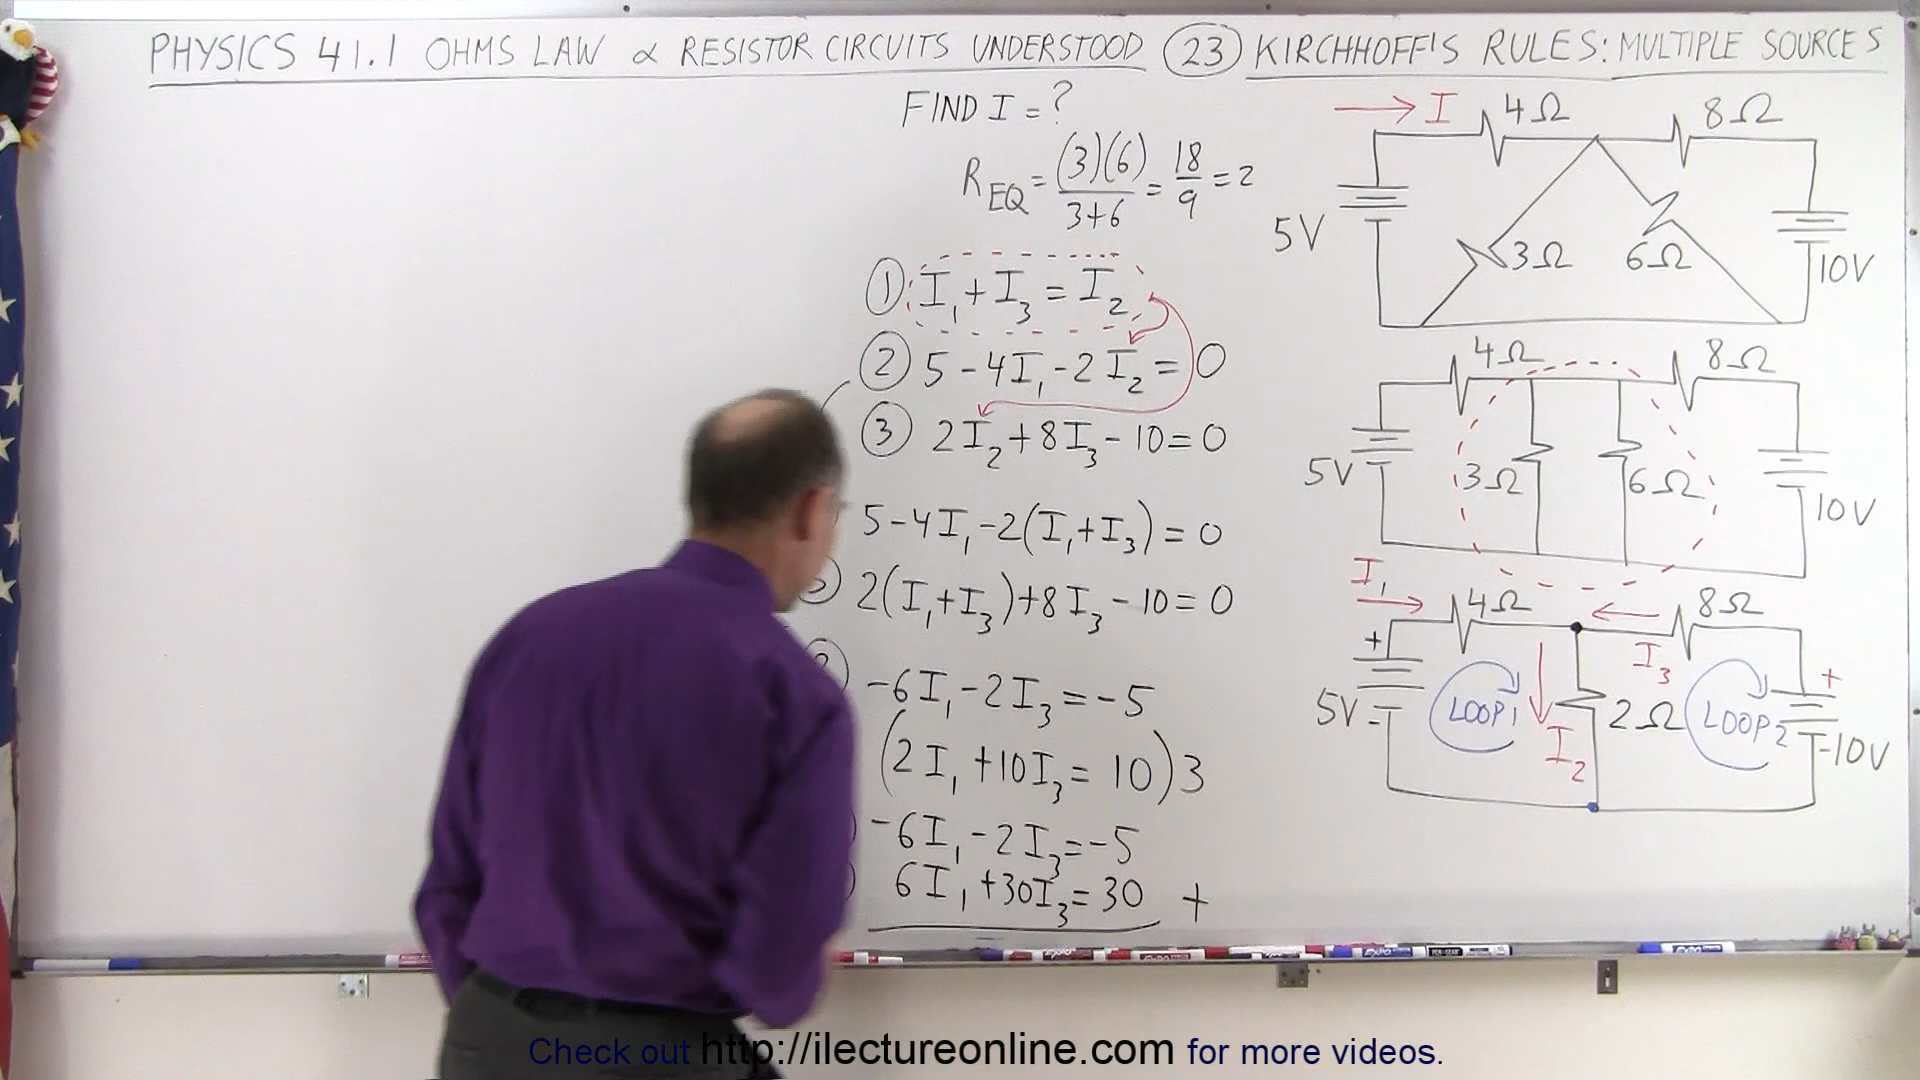 PHYSICS 41.1 OHMS LAW & RESISTOR CIRCUITS UNDERSTOOD (23) KIRCHHOFF'S RULES: MULTIPLE SOURCES
FIND I = ?
R_EQ = (3)(6) / 3+6 = 18/9 = 2
① I₁ + I₃ = I₂
② 5 - 4I₁ - 2I₂ = 0
③ 2I₂ + 8I₃ - 10 = 0
5 - 4I₁ - 2(I₁ + I₃) = 0
2(I₁ + I₃) + 8I₃ - 10 = 0
-6I₁ - 2I₃ = -5
(2I₁ + 10I₃ = 10)3
-6I₁ - 2I₃ = -5
6I₁ + 30I₃ = 30 +
I 4Ω 8Ω
5V 3Ω 6Ω 10V
4Ω 8Ω
5V 3Ω 6Ω 10V
I₁ 4Ω 8Ω
+ I₃ +
5V - LOOP 1 2Ω LOOP 2
I₂ - 10V
EXPO
Check out http://ilectureonline.com for more videos.